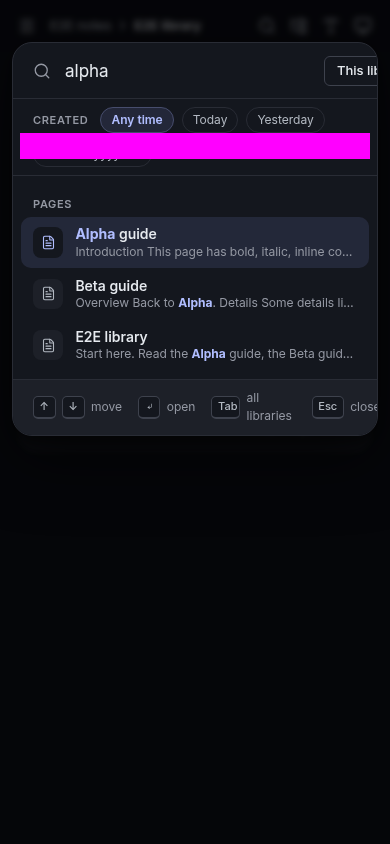 alpha
This lib
CREATED Any time Today Yesterday
PAGES
Alpha guide
Introduction This page has bold, italic, inline co...
Beta guide
Overview Back to Alpha. Details Some details li...
E2E library
Start here. Read the Alpha guide, the Beta guid...
↑ ↓ move ⏎ open Tab all libraries Esc close